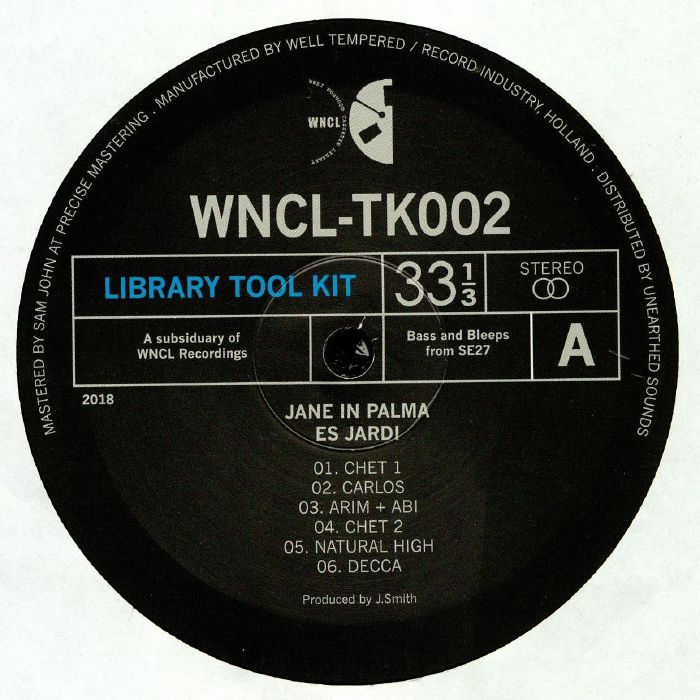 MASTERED BY SAM JOHN AT PRECISE MASTERING . MANUFACTURED BY WELL TEMPERED / RECORD INDUSTRY, HOLLAND . DISTRIBUTED BY UNEARTHED SOUNDS
WNCL
WNCL-TK002
LIBRARY TOOL KIT
33 1/3
STEREO
A subsiduary of
WNCL Recordings
Bass and Bleeps
from SE27
A
2018
JANE IN PALMA
ES JARDI
01. CHET 1
02. CARLOS
03. ARIM + ABI
04. CHET 2
05. NATURAL HIGH
06. DECCA
Produced by J.Smith